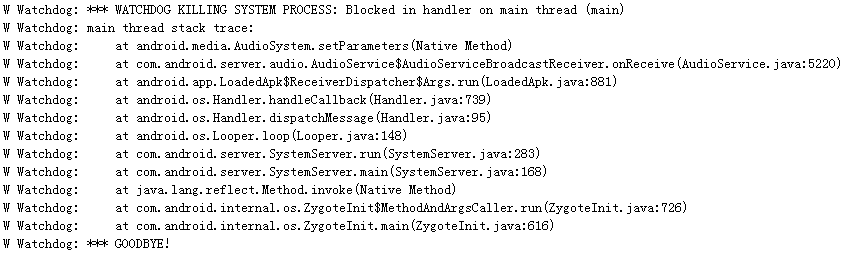 W Watchdog: *** WATCHDOG KILLING SYSTEM PROCESS: Blocked in handler on main thread (main)
W Watchdog: main thread stack trace:
W Watchdog:     at android.media.AudioSystem.setParameters(Native Method)
W Watchdog:     at com.android.server.audio.AudioService$AudioServiceBroadcastReceiver.onReceive(AudioService.java:5220)
W Watchdog:     at android.app.LoadedApk$ReceiverDispatcher$Args.run(LoadedApk.java:881)
W Watchdog:     at android.os.Handler.handleCallback(Handler.java:739)
W Watchdog:     at android.os.Handler.dispatchMessage(Handler.java:95)
W Watchdog:     at android.os.Looper.loop(Looper.java:148)
W Watchdog:     at com.android.server.SystemServer.run(SystemServer.java:283)
W Watchdog:     at com.android.server.SystemServer.main(SystemServer.java:168)
W Watchdog:     at java.lang.reflect.Method.invoke(Native Method)
W Watchdog:     at com.android.internal.os.ZygoteInit$MethodAndArgsCaller.run(ZygoteInit.java:726)
W Watchdog:     at com.android.internal.os.ZygoteInit.main(ZygoteInit.java:616)
W Watchdog: *** GOODBYE!